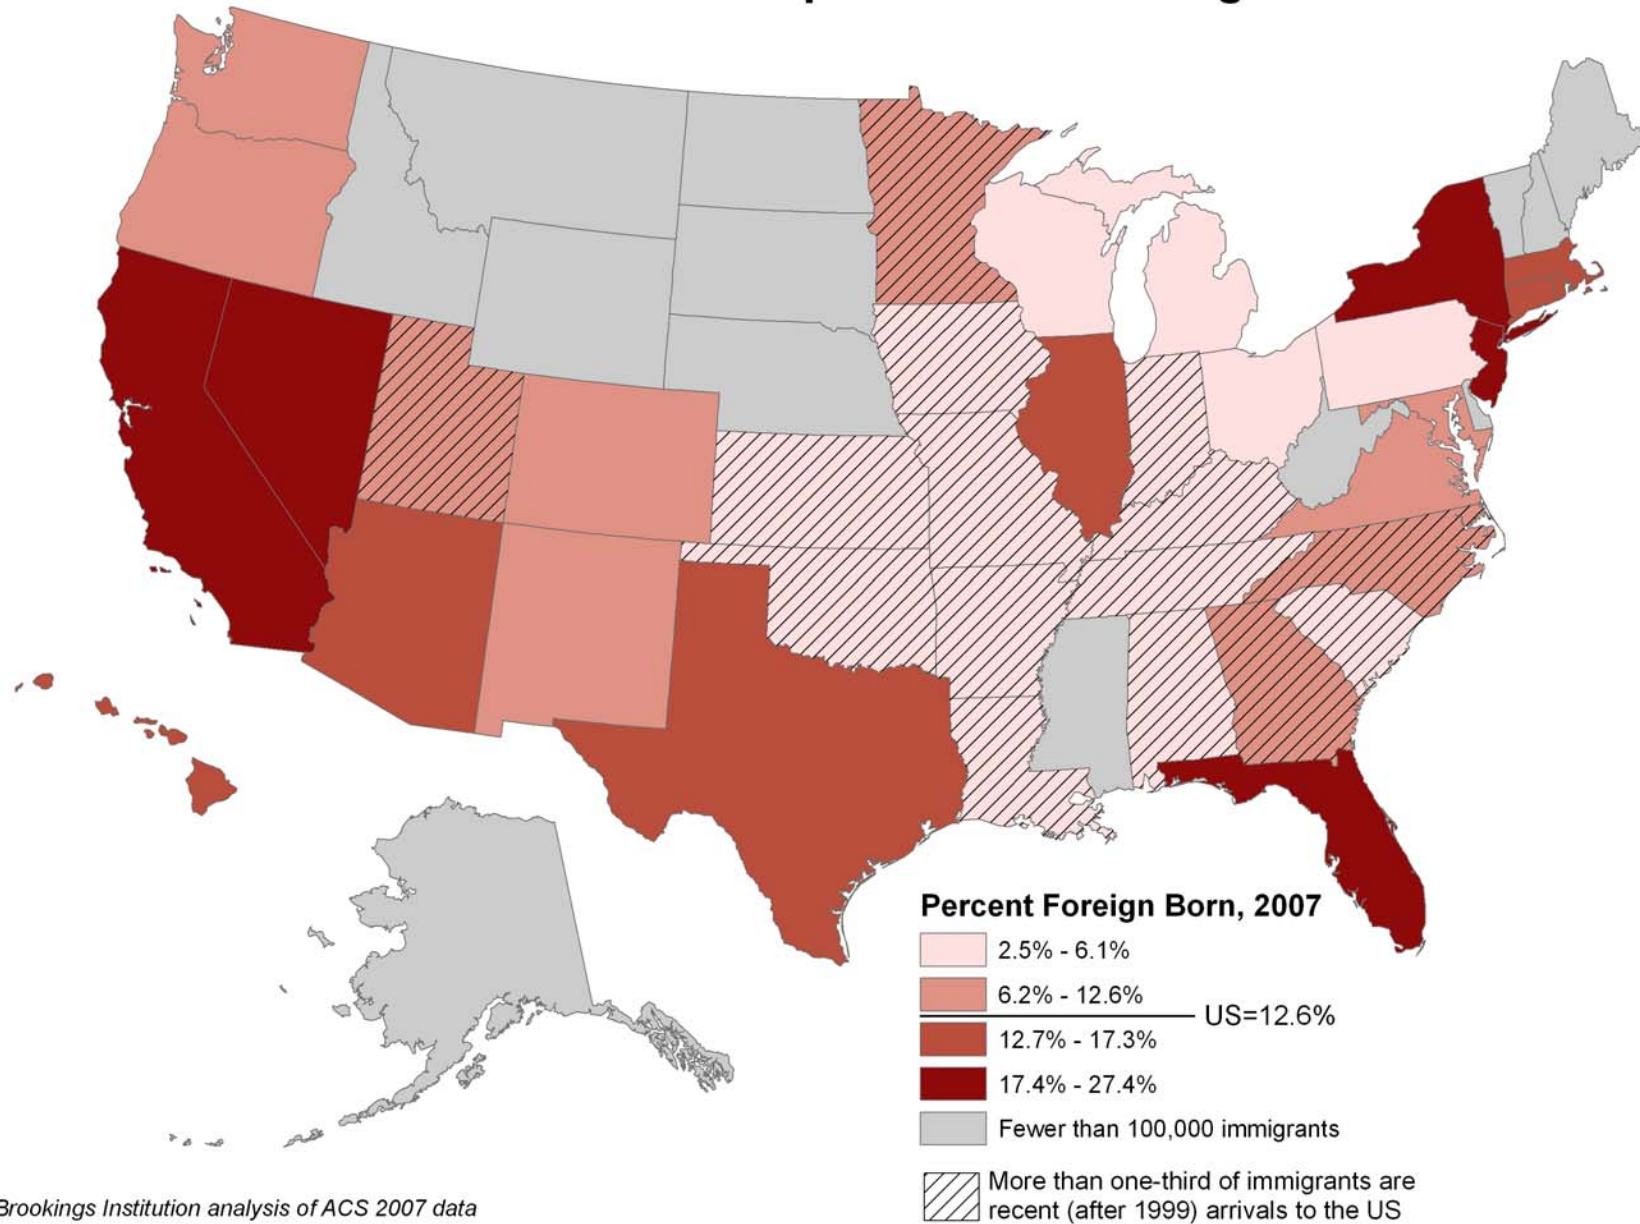 Percent Foreign Born, 2007
2.5% - 6.1%
6.2% - 12.6%
US=12.6%
12.7% - 17.3%
17.4% - 27.4%
Fewer than 100,000 immigrants
More than one-third of immigrants are
recent (after 1999) arrivals to the US
Brookings Institution analysis of ACS 2007 data